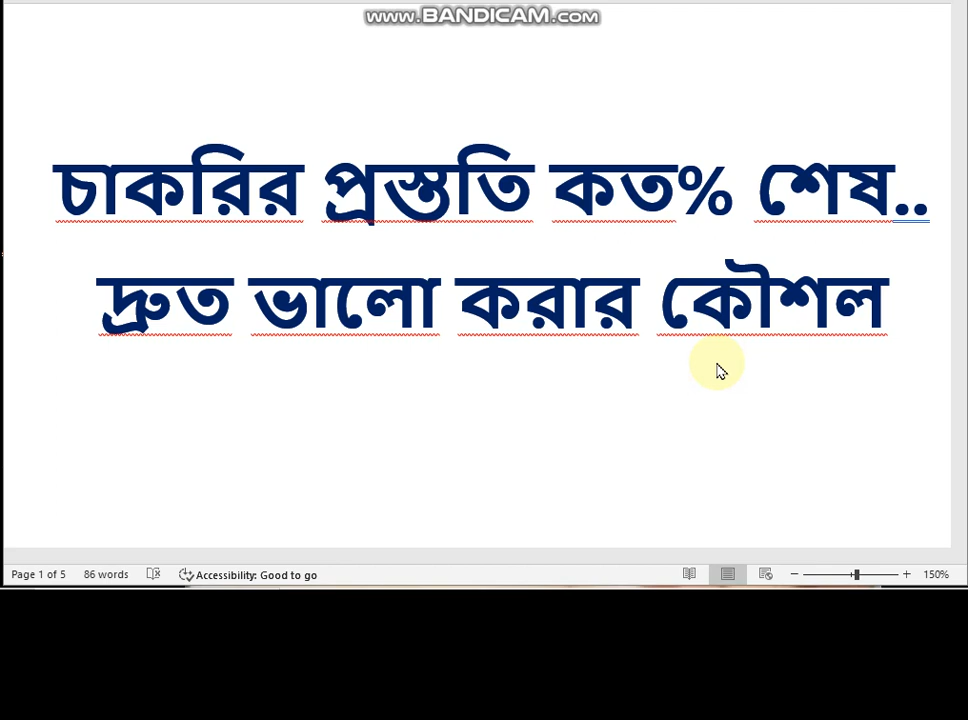 www.BANDICAM.com
চাকরির প্রস্ততি কত% শেষ..
দ্রুত ভালো করার কৌশল
Page 1 of 5 86 words Accessibility: Good to go 150%